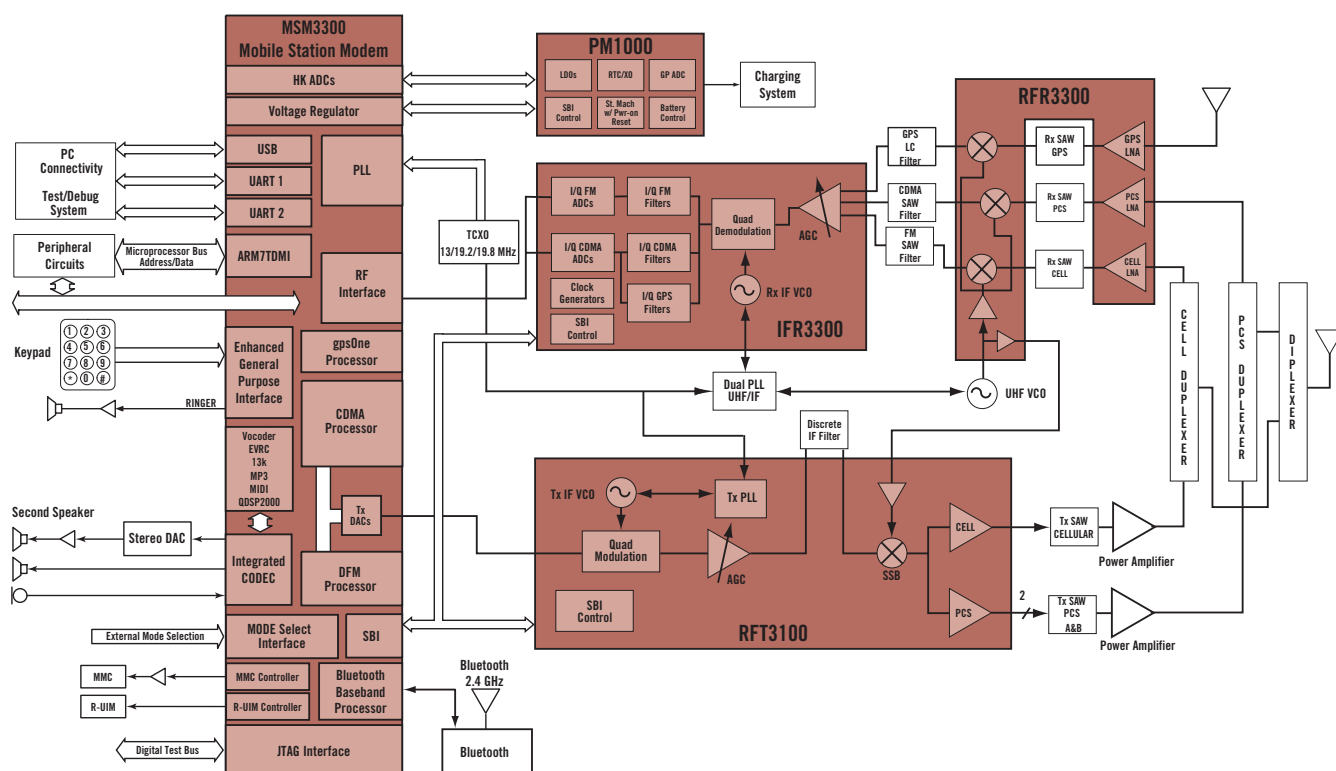 MSM3300
Mobile Station Modem
HK ADCs
Voltage Regulator
USB
UART 1
UART 2
PLL
ARM7TDMI
RF
Interface
Enhanced
General
Purpose
Interface
gpsOne
Processor
CDMA
Processor
Vocoder
EVRC
13k
MP3
MIDI
QDSP2000
Tx
DACs
Integrated
CODEC
DFM
Processor
MODE Select
Interface
SBI
MMC Controller
R-UIM Controller
Bluetooth
Baseband
Processor
JTAG Interface
PC
Connectivity
Test/Debug
System
Peripheral
Circuits
Microprocessor Bus
Address/Data
Keypad
1 2 3
4 5 6
7 8 9
* 0 #
RINGER
Second Speaker
Stereo DAC
External Mode Selection
MMC
R-UIM
Digital Test Bus
PM1000
LDOs
RTC/XO
GP ADC
SBI
Control
St. Mach
w/ Pwr-on
Reset
Battery
Control
Charging
System
TCXO
13/19.2/19.8 MHz
I/Q FM
ADCs
I/Q FM
Filters
I/Q CDMA
ADCs
I/Q CDMA
Filters
Clock
Generators
I/Q GPS
Filters
SBI
Control
Quad
Demodulation
AGC
Rx IF VCO
IFR3300
GPS
LC
Filter
CDMA
SAW
Filter
FM
SAW
Filter
RFR3300
Rx SAW
GPS
GPS
LNA
Rx SAW
PCS
PCS
LNA
Rx SAW
CELL
CELL
LNA
Dual PLL
UHF/IF
UHF VCO
Discrete
IF Filter
CELL DUPLEXER
PCS DUPLEXER
DIPLEXER
Tx IF VCO
Tx PLL
Quad
Modulation
AGC
SSB
CELL
PCS
SBI
Control
RFT3100
2
Tx SAW
CELLULAR
Power Amplifier
Tx SAW
PCS
A&B
Power Amplifier
Bluetooth
2.4 GHz
Bluetooth